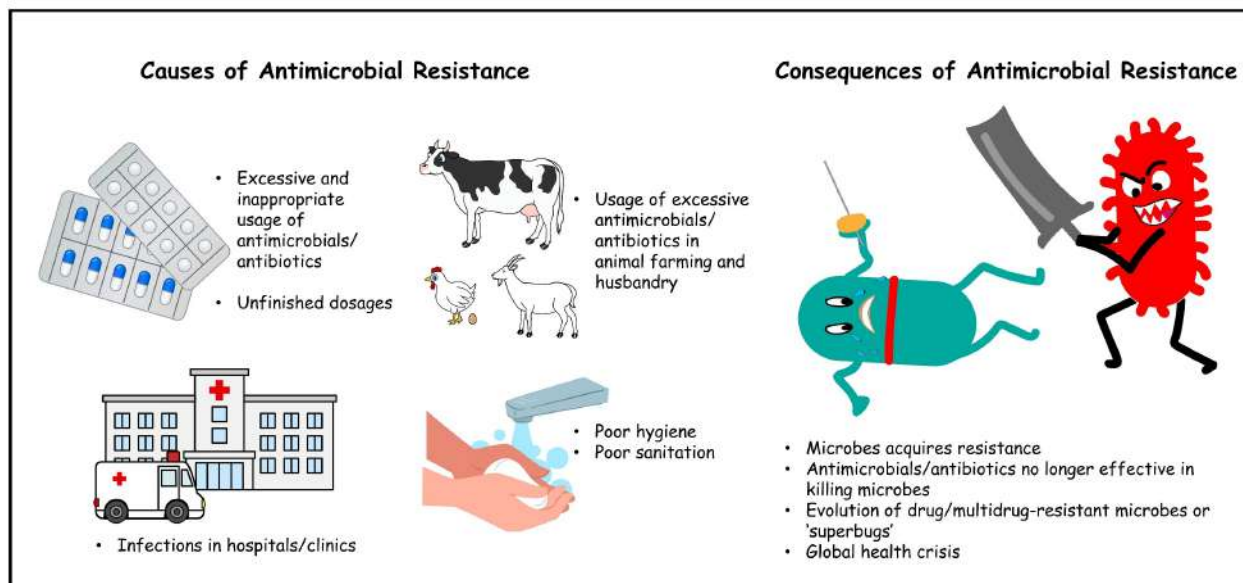 Causes of Antimicrobial Resistance
• Excessive and
inappropriate
usage of
antimicrobials/
antibiotics
• Unfinished dosages
• Usage of excessive
antimicrobials/
antibiotics in
animal farming and
husbandry
• Infections in hospitals/clinics
• Poor hygiene
• Poor sanitation
Consequences of Antimicrobial Resistance
• Microbes acquires resistance
• Antimicrobials/antibiotics no longer effective in
killing microbes
• Evolution of drug/multidrug-resistant microbes or
‘superbugs’
• Global health crisis